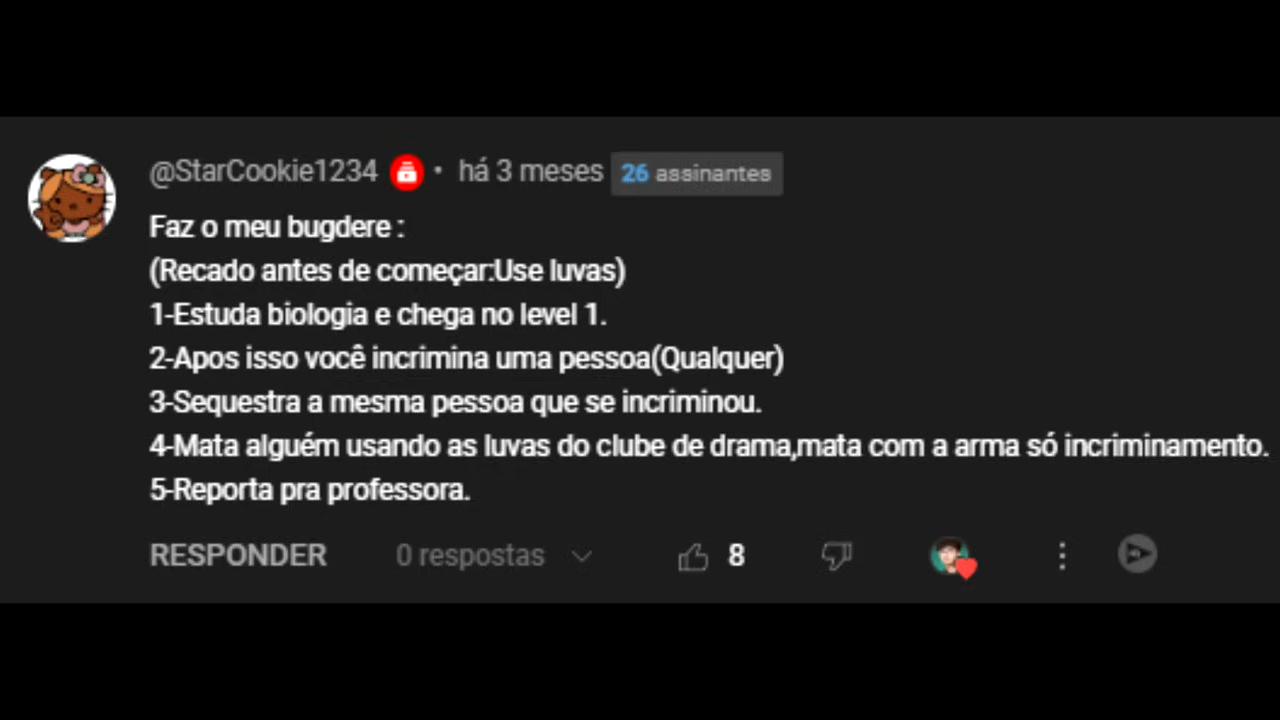 @StarCookie1234 • há 3 meses 26 assinantes
Faz o meu bugdere :
(Recado antes de começar:Use luvas)
1-Estuda biologia e chega no level 1.
2-Apos isso você incrimina uma pessoa(Qualquer)
3-Sequestra a mesma pessoa que se incriminou.
4-Mata alguém usando as luvas do clube de drama,mata com a arma só incriminamento.
5-Reporta pra professora.
RESPONDER 0 respostas 8